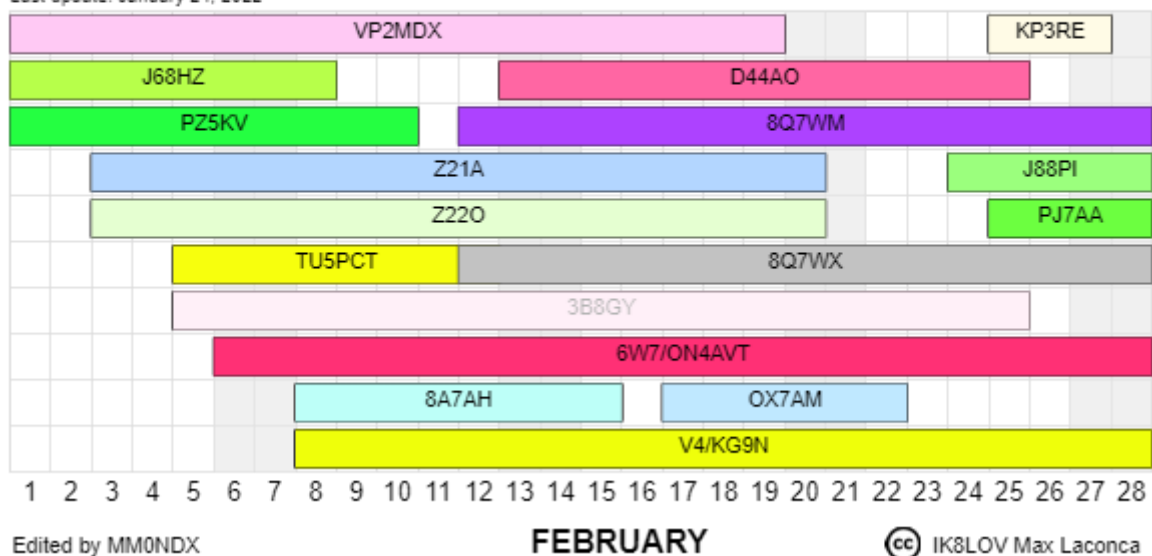 VP2MDX KP3RE
J68HZ D44AO
PZ5KV 8Q7WM
Z21A J88PI
Z22O PJ7AA
TU5PCT 8Q7WX
3B8GY
6W7/ON4AVT
8A7AH OX7AM
V4/KG9N
1 2 3 4 5 6 7 8 9 10 11 12 13 14 15 16 17 18 19 20 21 22 23 24 25 26 27 28
Edited by MM0NDX FEBRUARY cc IK8LOV Max Laconca